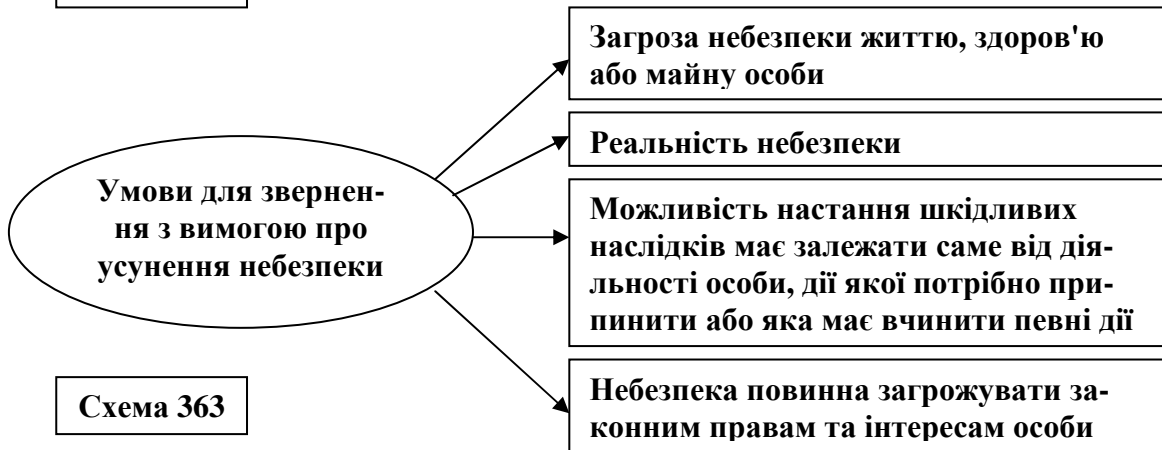 Загроза небезпеки життю, здоров'ю
або майну особи
Реальність небезпеки
Умови для звернен-
ня з вимогою про
усунення небезпеки
Можливість настання шкідливих
наслідків має залежати саме від дія-
льності особи, дії якої потрібно при-
пинити або яка має вчинити певні дії
Небезпека повинна загрожувати за-
конним правам та інтересам особи
Схема 363